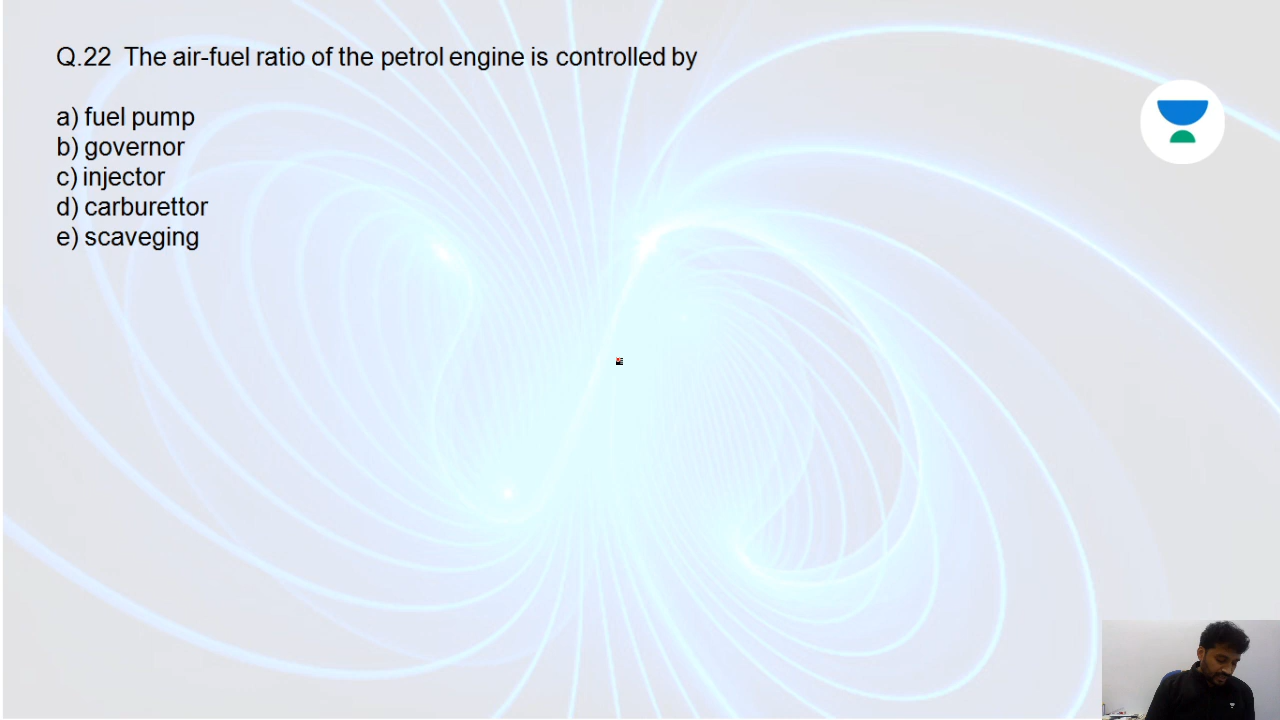 Q.22 The air-fuel ratio of the petrol engine is controlled by
a) fuel pump
b) governor
c) injector
d) carburettor
e) scaveging